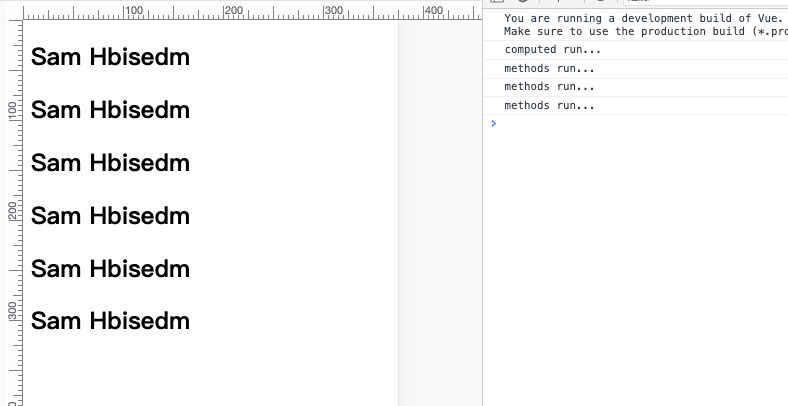 100
200
300
400
100
200
300
Sam Hbisedm
Sam Hbisedm
Sam Hbisedm
Sam Hbisedm
Sam Hbisedm
Sam Hbisedm
You are running a development build of Vue.
Make sure to use the production build (*.pro
computed run...
methods run...
methods run...
methods run...
>